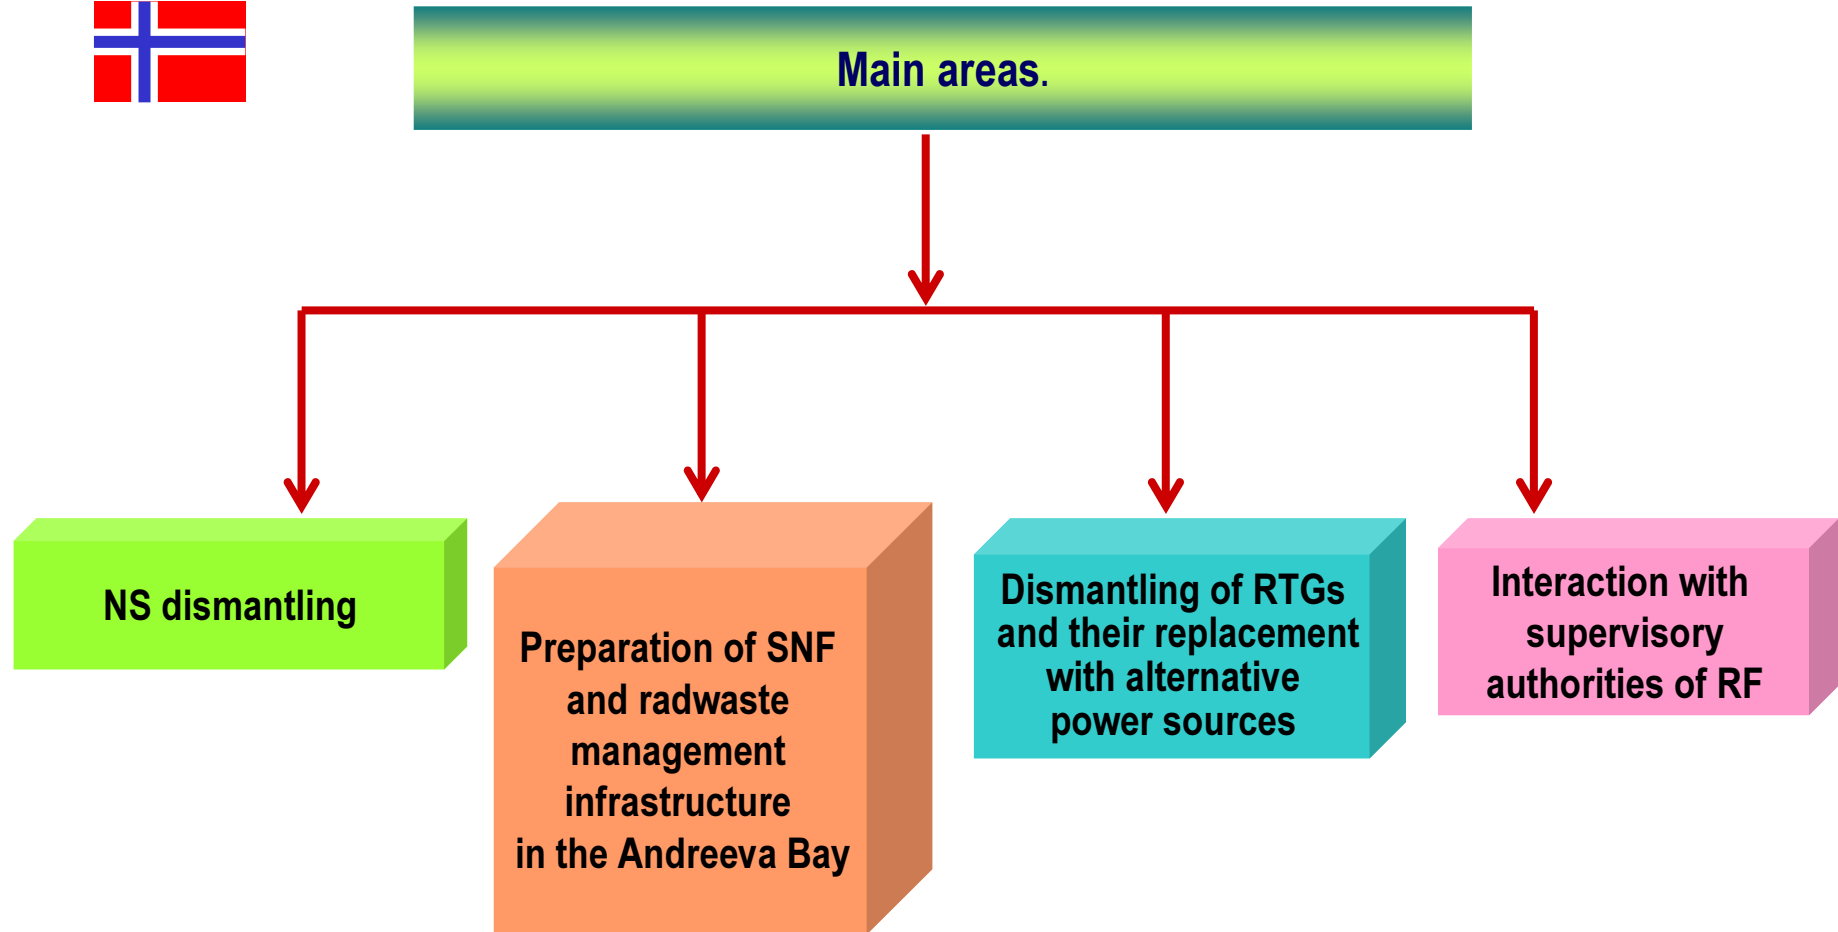 Main areas.
NS dismantling
Preparation of SNF
and radwaste
management
infrastructure
in the Andreeva Bay
Dismantling of RTGs
and their replacement
with alternative
power sources
Interaction with
supervisory
authorities of RF